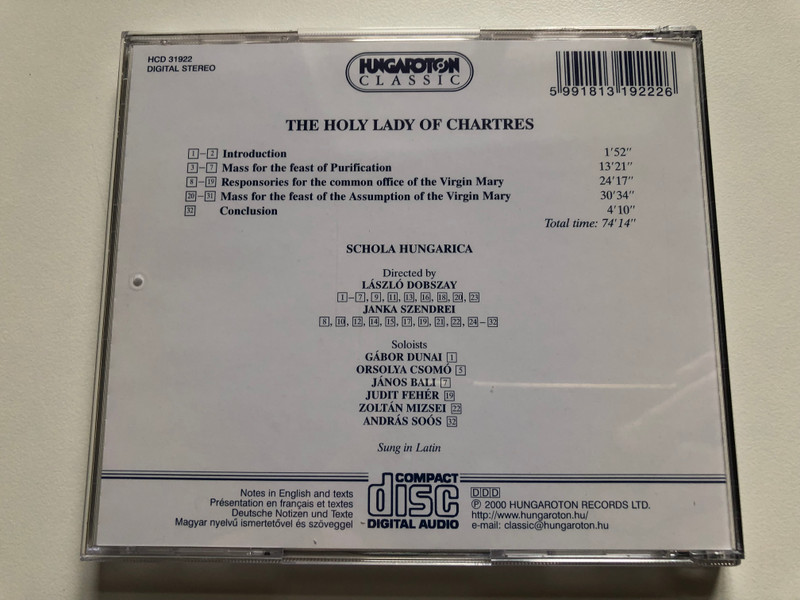 HCD 31922
DIGITAL STEREO
HUNGAROTON
CLASSIC
5 991813 192226
THE HOLY LADY OF CHARTRES
1–2 Introduction 1'52"
3–7 Mass for the feast of Purification 13'21"
8–19 Responsories for the common office of the Virgin Mary 24'17"
20–31 Mass for the feast of the Assumption of the Virgin Mary 30'34"
32 Conclusion 4'10"
Total time: 74'14"
SCHOLA HUNGARICA
Directed by
LÁSZLÓ DOBSZAY
1–7, 9, 11, 13, 16, 18, 20, 23
JANKA SZENDREI
8, 10, 12, 14, 15, 17, 19, 21, 22, 24–32
Soloists
GÁBOR DUNAI 1
ORSOLYA CSOMÓ 5
JÁNOS BALI 7
JUDIT FEHÉR 19
ZOLTÁN MIZSEI 22
ANDRÁS SOÓS 32
Sung in Latin
Notes in English and texts
Présentation en français et textes
Deutsche Notizen und Texte
Magyar nyelvű ismertetővel és szöveggel
COMPACT
disc
DIGITAL AUDIO
DDD
℗ 2000 HUNGAROTON RECORDS LTD.
http://www.hungaroton.hu/
e-mail: classic@hungaroton.hu